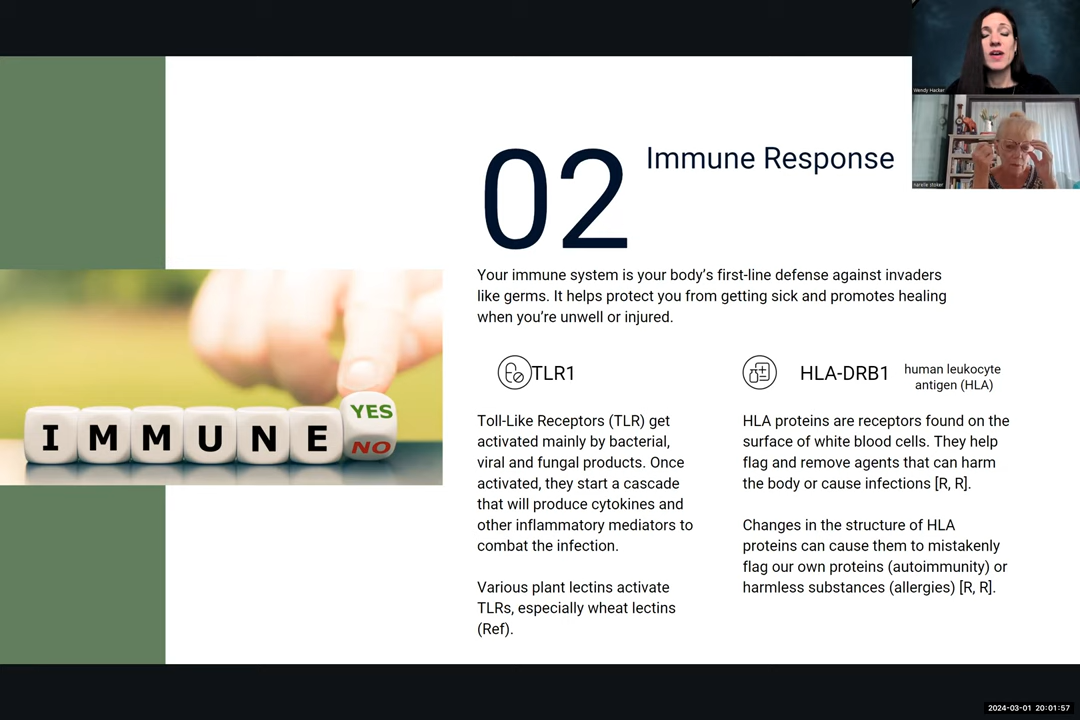 Wendy Hacker
narelle stoker
02
Immune Response
Your immune system is your body's first-line defense against invaders
like germs. It helps protect you from getting sick and promotes healing
when you're unwell or injured.
TLR1
Toll-Like Receptors (TLR) get
activated mainly by bacterial,
viral and fungal products. Once
activated, they start a cascade
that will produce cytokines and
other inflammatory mediators to
combat the infection.
Various plant lectins activate
TLRs, especially wheat lectins
(Ref).
HLA-DRB1
human leukocyte
antigen (HLA)
HLA proteins are receptors found on the
surface of white blood cells. They help
flag and remove agents that can harm
the body or cause infections [R, R].
Changes in the structure of HLA
proteins can cause them to mistakenly
flag our own proteins (autoimmunity) or
harmless substances (allergies) [R, R].
IMMUNE
YES
NO
2024-03-01 20:01:57